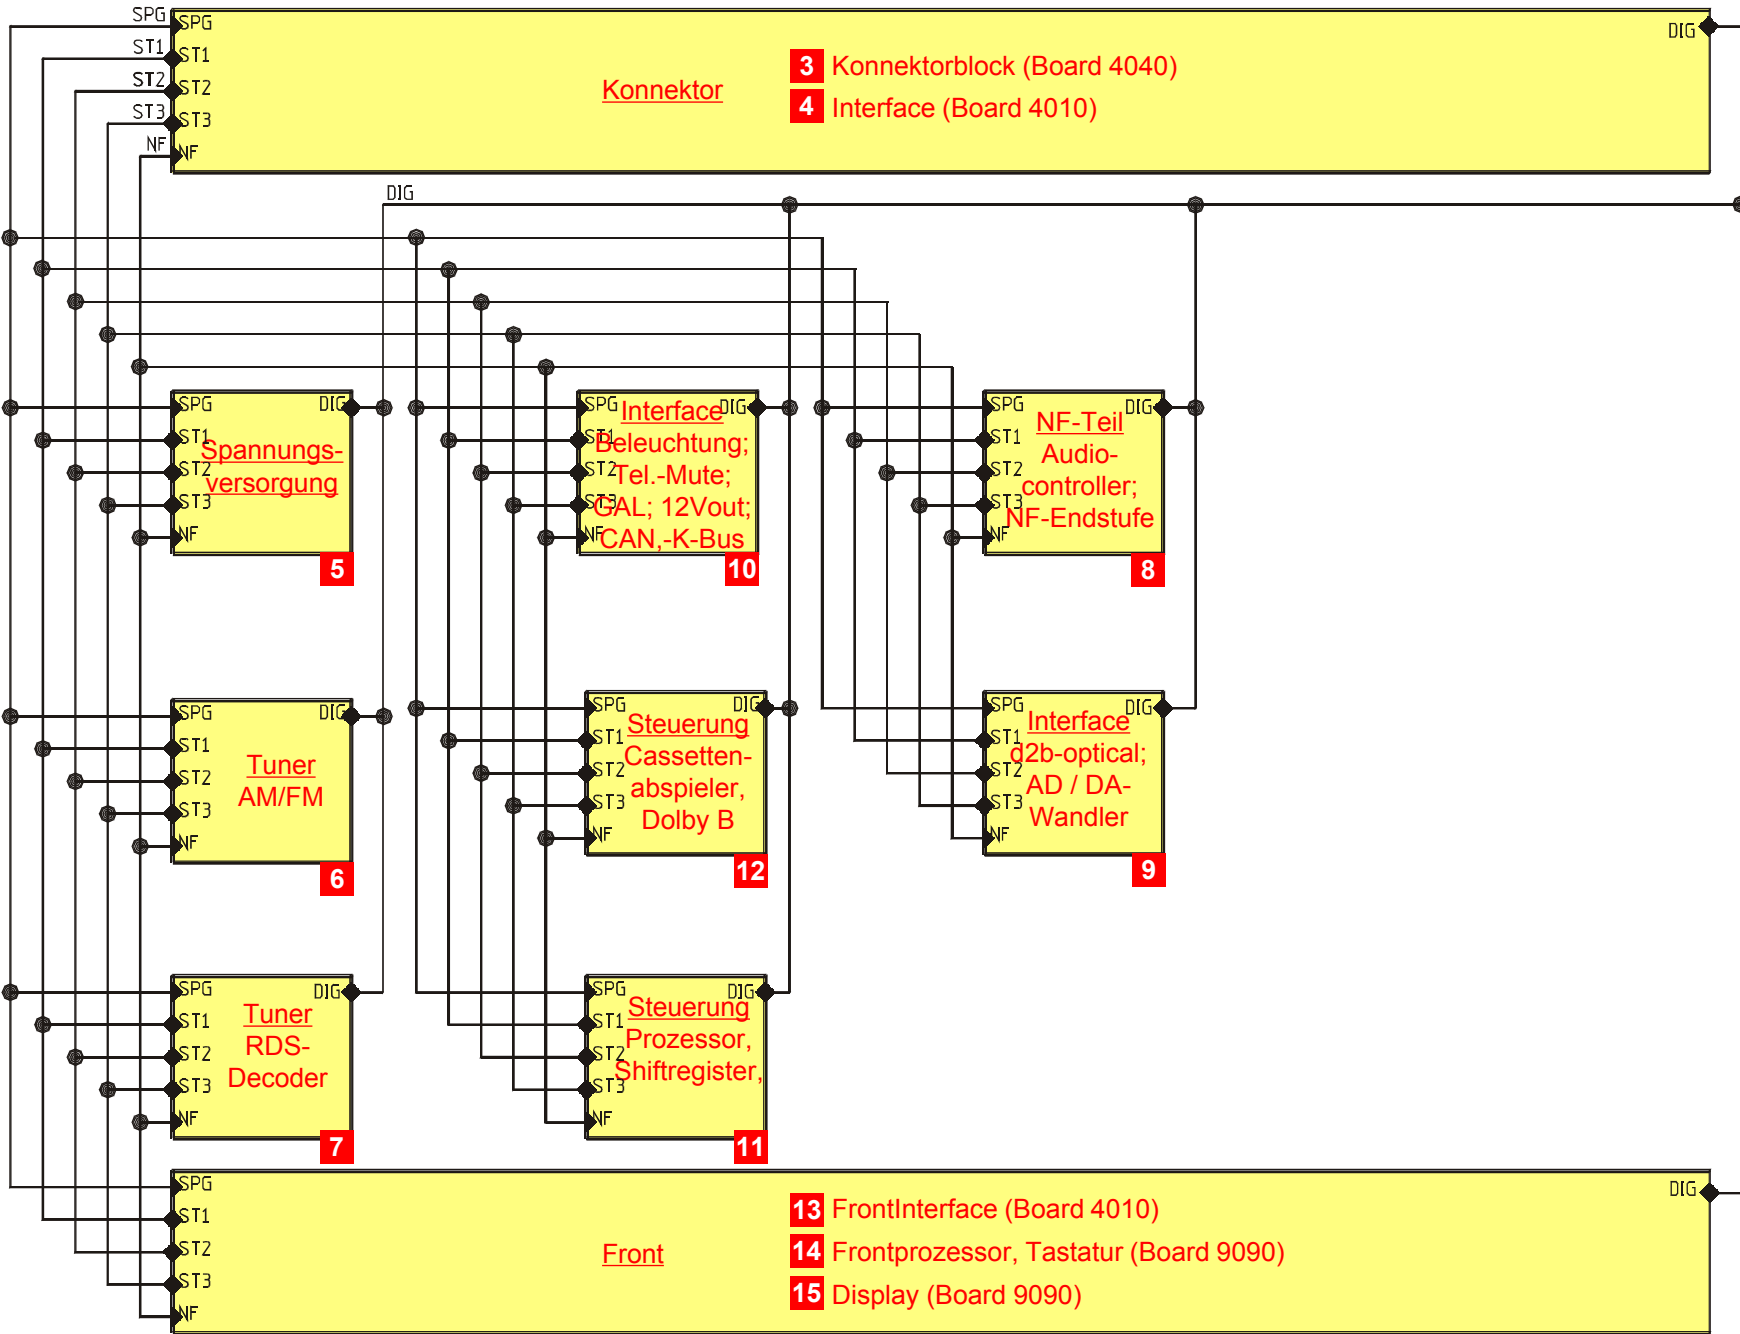 SPG
ST1
ST2
ST3
NF
SPG
ST1
ST2
ST3
NF
DIG
Konnektor
3 Konnektorblock (Board 4040)
4 Interface (Board 4010)
DIG
SPG
ST1
ST2
ST3
NF
DIG
Spannungs-
versorgung
5
SPG
ST1
ST2
ST3
NF
DIG
Interface
Beleuchtung;
Tel.-Mute;
GAL; 12Vout;
CAN,-K-Bus
10
SPG
ST1
ST2
ST3
NF
DIG
NF-Teil
Audio-
controller;
NF-Endstufe
8
SPG
ST1
ST2
ST3
NF
DIG
Tuner
AM/FM
6
SPG
ST1
ST2
ST3
NF
DIG
Steuerung
Cassetten-
abspieler,
Dolby B
12
SPG
ST1
ST2
ST3
NF
DIG
Interface
d2b-optical;
AD / DA-
Wandler
9
SPG
ST1
ST2
ST3
NF
DIG
Tuner
RDS-
Decoder
7
SPG
ST1
ST2
ST3
NF
DIG
Steuerung
Prozessor,
Shiftregister,
11
SPG
ST1
ST2
ST3
NF
DIG
Front
13 FrontInterface (Board 4010)
14 Frontprozessor, Tastatur (Board 9090)
15 Display (Board 9090)